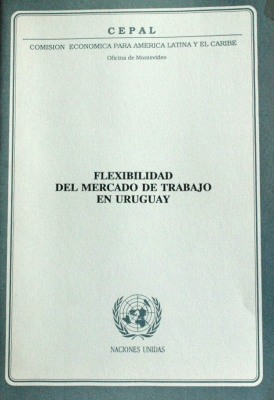 CEPAL
COMISION ECONOMICA PARA AMERICA LATINA Y EL CARIBE
Oficina de Montevideo
FLEXIBILIDAD
DEL MERCADO DE TRABAJO
EN URUGUAY
NACIONES UNIDAS